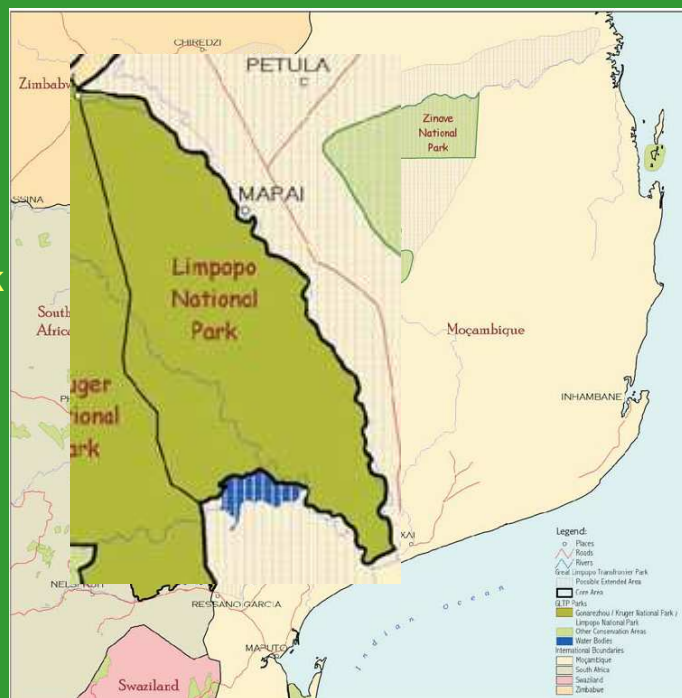 CHIREDZI
Zimbabw
PETULA
Zinave
National
Park
SSINA
MAPAI
Limpopo
National
Park
South
Africa
Moçambique
uger
tional
ark
INHAMBANE
XAI
NELSPRUIT
RESSANO GARCIA
MAPUTO
Indian Ocean
Swaziland
Legend:
Places
Roads
Rivers
Great Limpopo Transfrontier Park
Possible Extended Area
Core Area
GLTP Parks
Gonarezhou / Kruger National Park /
Limpopo National Park
Other Conservation Areas
Water Bodies
International Boundaries
Moçambique
South Africa
Swaziland
Zimbabwe